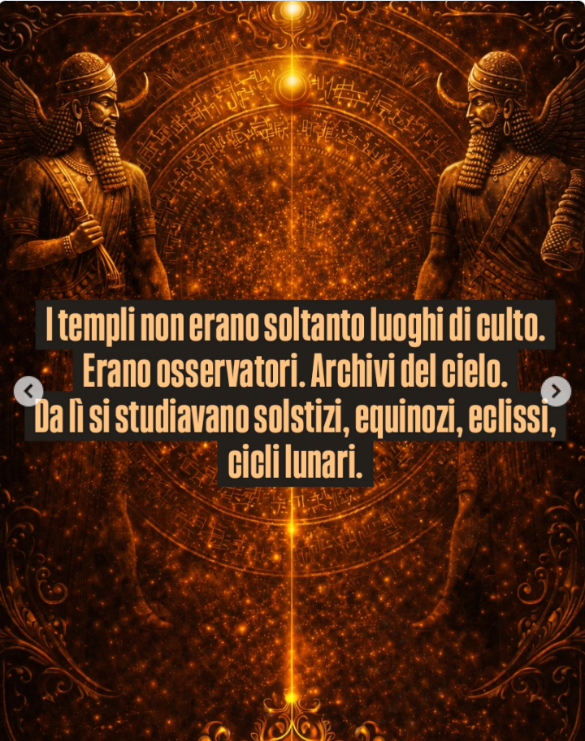 I templi non erano soltanto luoghi di culto.
Erano osservatori. Archivi del cielo.
Da lì si studiavano solstizi, equinozi, eclissi,
cicli lunari.